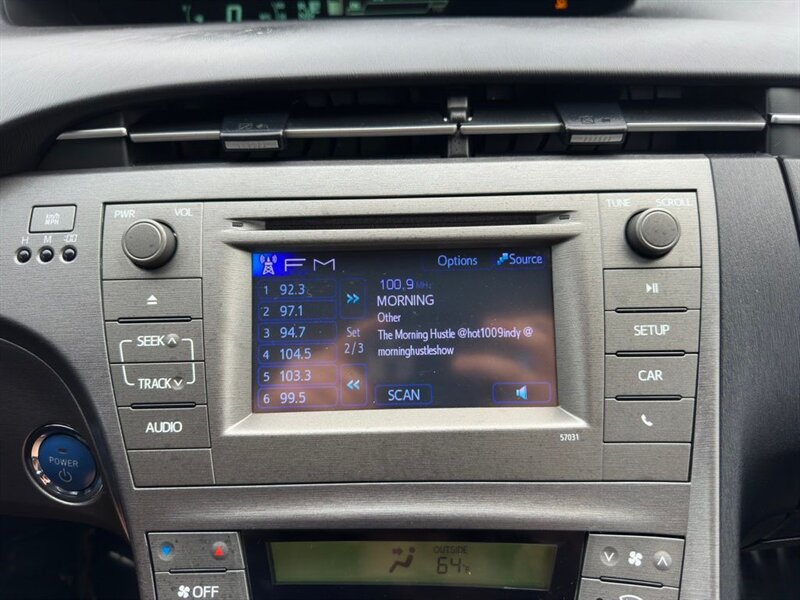 0
km/h
MPH
H M :00
PWR VOL
TUNE SCROLL
FM
Options Source
1 92.3
2 97.1
3 94.7
4 104.5
5 103.3
6 99.5
Set
2/3
100.9 MHz
MORNING
Other
The Morning Hustle @hot1009indy @
morninghustleshow
SCAN
SEEK
TRACK
AUDIO
SETUP
CAR
57031
POWER
OUTSIDE
64°F
OFF